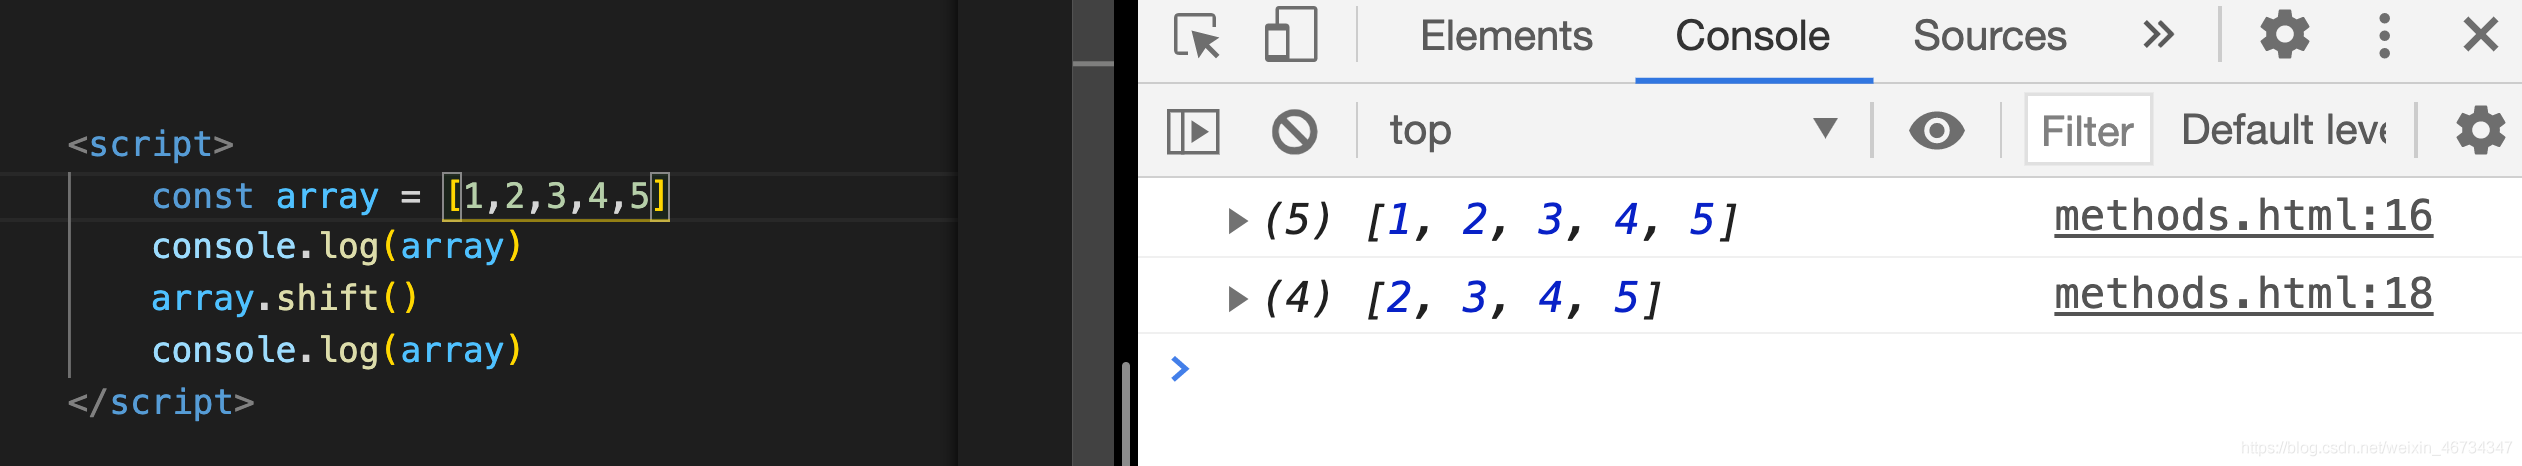 <script>
const array = [1,2,3,4,5]
console.log(array)
array.shift()
console.log(array)
</script>
Elements Console Sources
top Filter Default leve
(5) [1, 2, 3, 4, 5] methods.html:16
(4) [2, 3, 4, 5] methods.html:18
https://blog.csdn.net/weixin_46734347